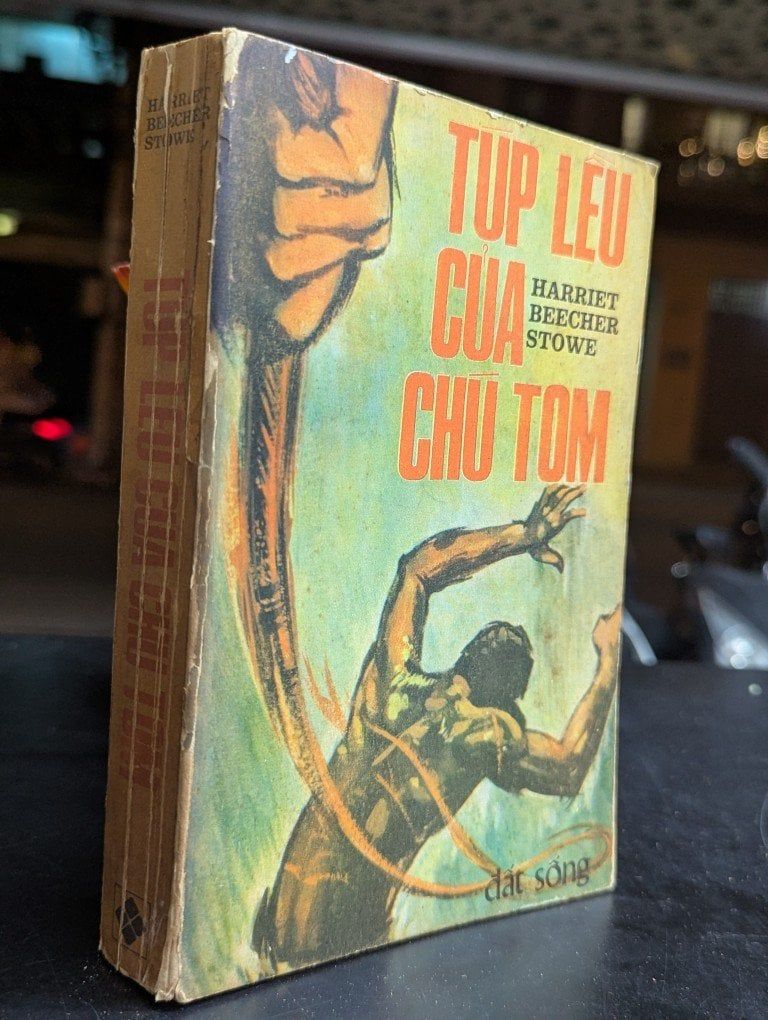 HARRIET
BEECHER
STOWE
TÚP LỀU CỦA CHÚ TOM
TÚP LỀU
CỦA
HARRIET
BEECHER
STOWE
CHÚ TOM
đất sống